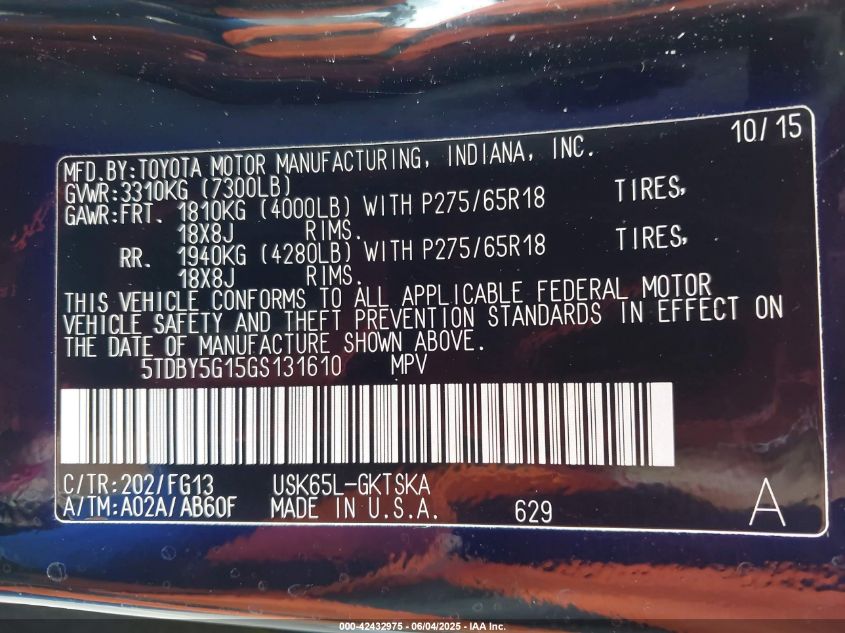 10/15
MFD.BY:TOYOTA MOTOR MANUFACTURING, INDIANA, INC.
GVWR:3310KG (7300LB)
GAWR:FRT. 1810KG (4000LB) WITH P275/65R18 TIRES,
18X8J RIMS.
RR. 1940KG (4280LB) WITH P275/65R18 TIRES,
18X8J RIMS.
THIS VEHICLE CONFORMS TO ALL APPLICABLE FEDERAL MOTOR
VEHICLE SAFETY AND THEFT PREVENTION STANDARDS IN EFFECT ON
THE DATE OF MANUFACTURE SHOWN ABOVE.
5TDBY5G15GS131610 MPV
C/TR:202/FG13 USK65L-GKTSKA
A/TM:A02A/AB60F MADE IN U.S.A. 629 A
000-42432975 - 06/04/2025 - IAA Inc.